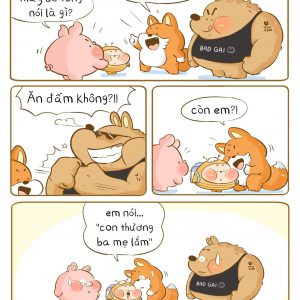 nói là gì?
BAD GAI
Ăn đấm không?!!
còn em?!
em nói...
"con thương
ba mẹ lắm"
BAD GAI